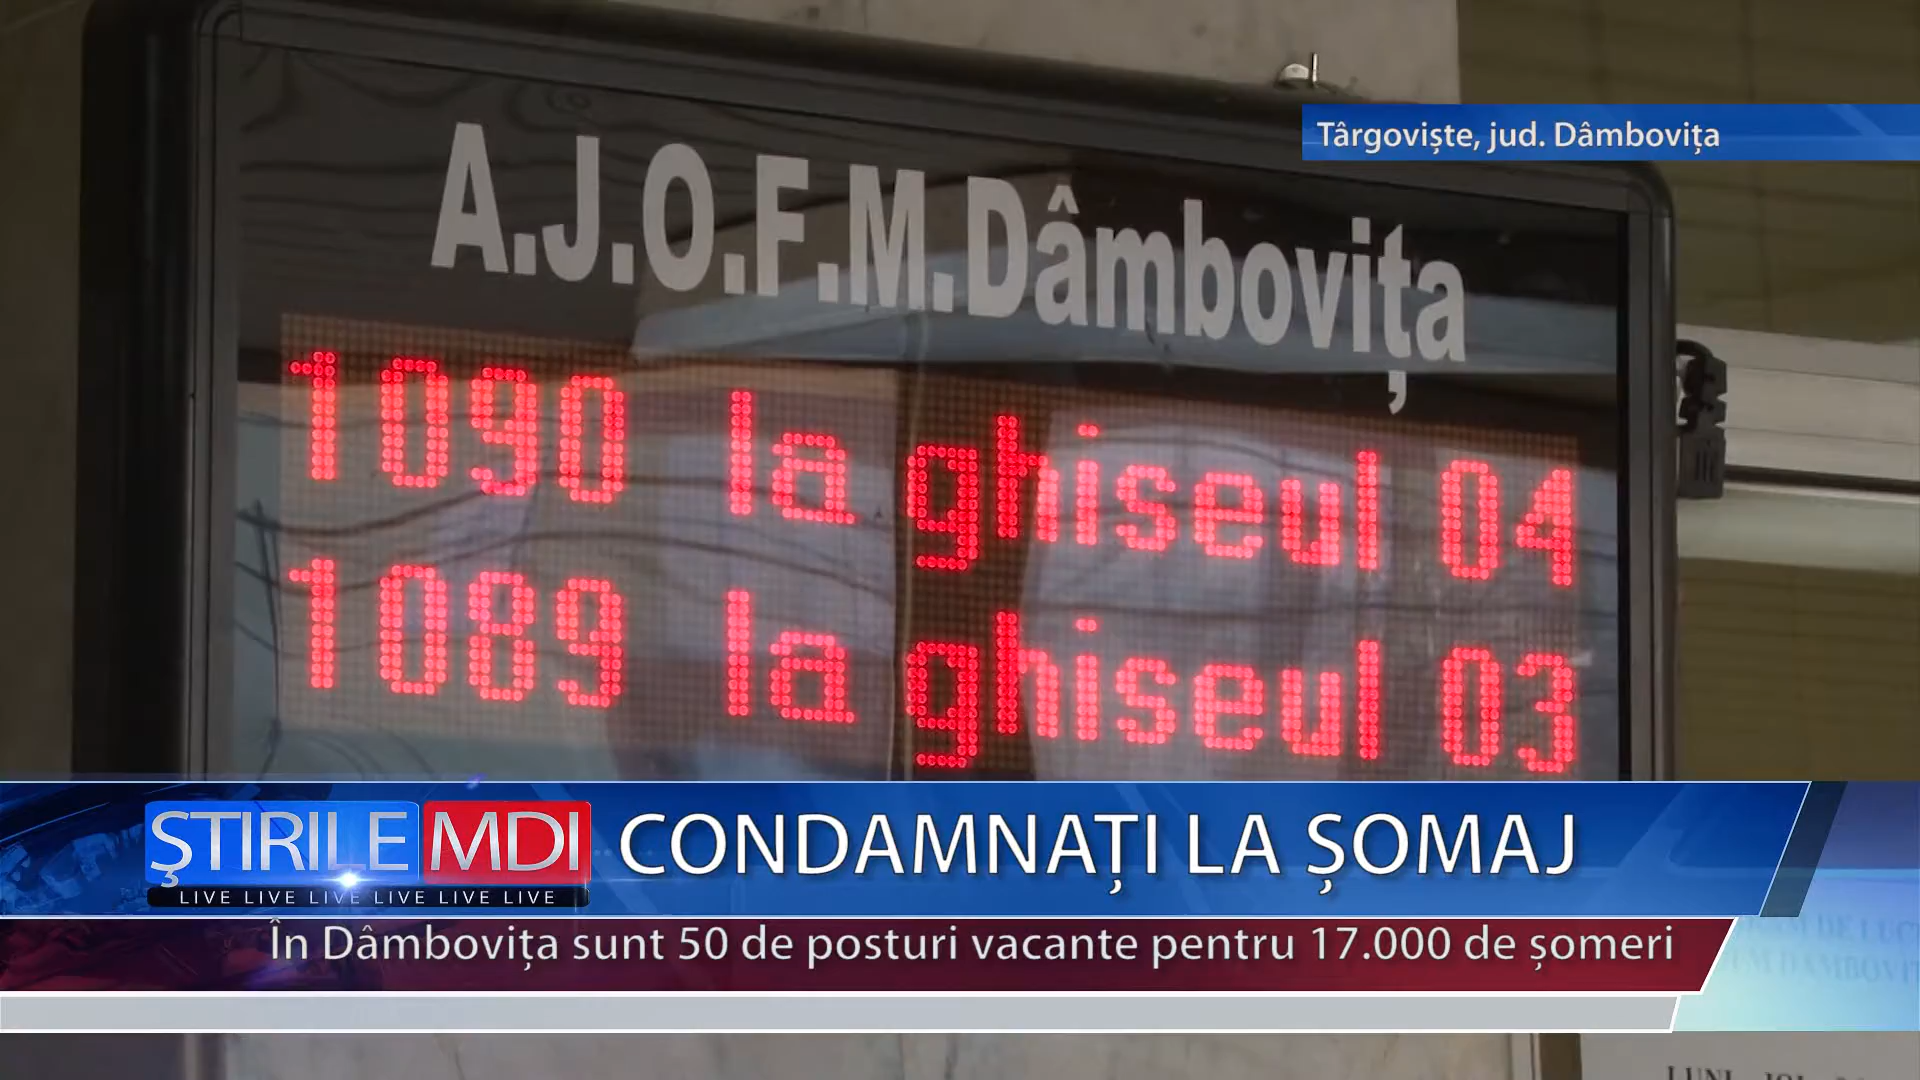 Târgoviște, jud. Dâmbovița
A.J.O.F.M.Dâmbovița
1090 la ghiseul 04
1089 la ghiseul 03
ŞTIRILE MDI
LIVE LIVE LIVE LIVE LIVE LIVE
CONDAMNAȚI LA ȘOMAJ
În Dâmbovița sunt 50 de posturi vacante pentru 17.000 de șomeri